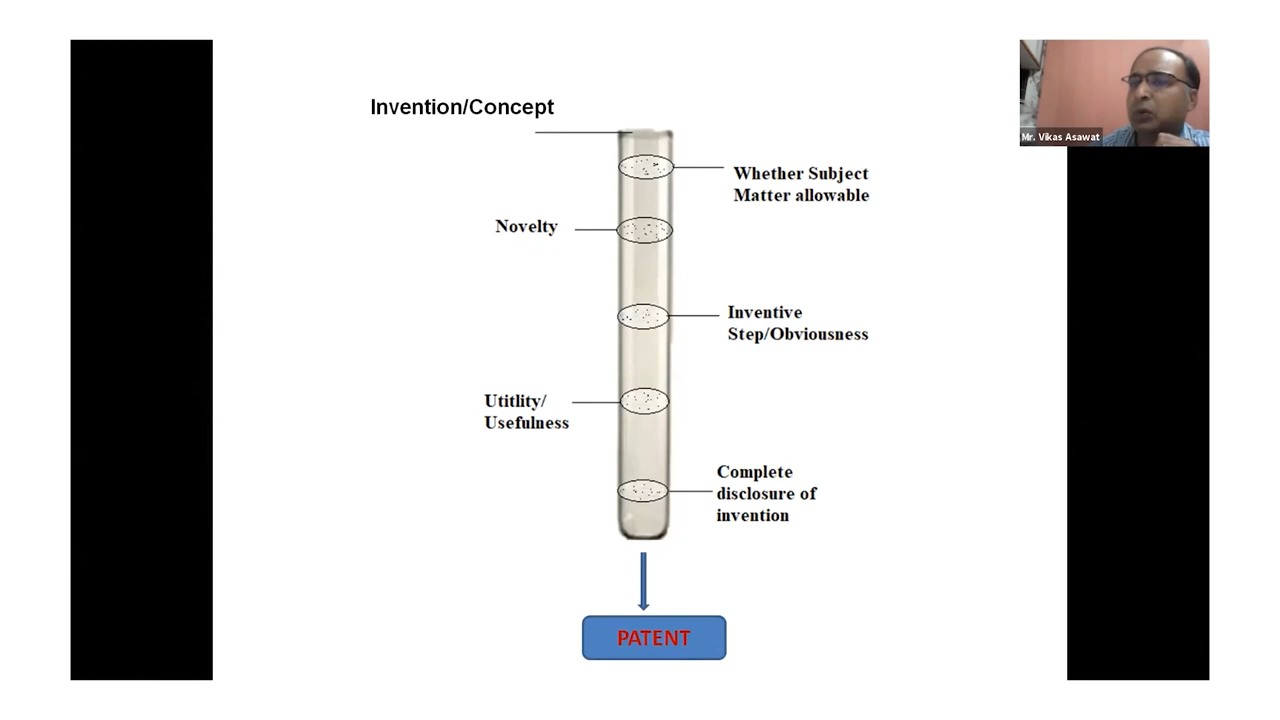 Invention/Concept
Mr. Vikas Asawat
Whether Subject
Matter allowable
Novelty
Inventive
Step/Obviousness
Utitlity/
Usefulness
Complete
disclosure of
invention
PATENT